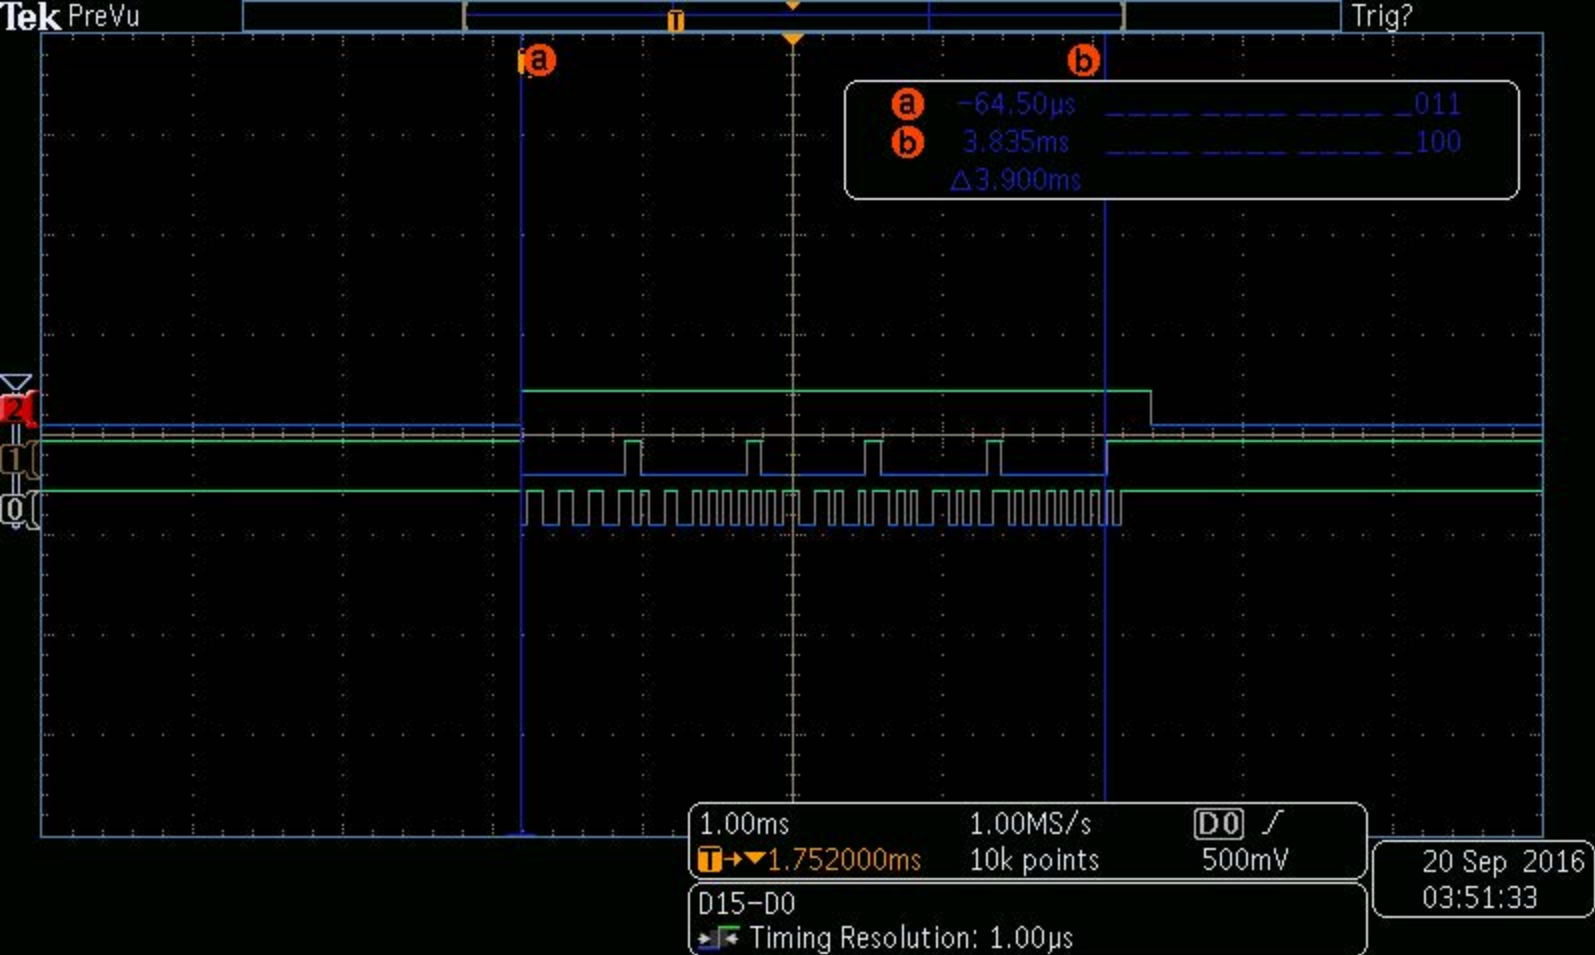 Tek PreVu Trig?
T
a b
a -64.50µs ____ ____ ____ _011
b 3.835ms ____ ____ ____ _100
Δ3.900ms
2
1
0
1.00ms 1.00MS/s D0
T→▼1.752000ms 10k points 500mV
20 Sep 2016
03:51:33
D15-D0
Timing Resolution: 1.00µs